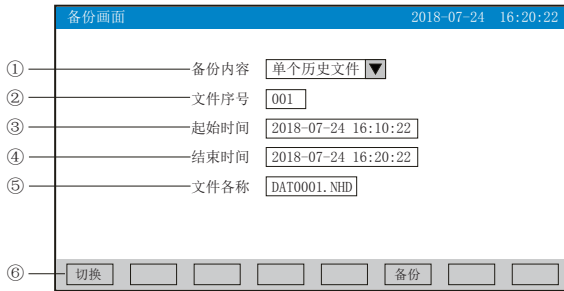 备份画面 2018-07-24 16:20:22
① 备份内容 单个历史文件
② 文件序号 001
③ 起始时间 2018-07-24 16:10:22
④ 结束时间 2018-07-24 16:20:22
⑤ 文件各称 DAT0001.NHD
⑥ 切换 备份